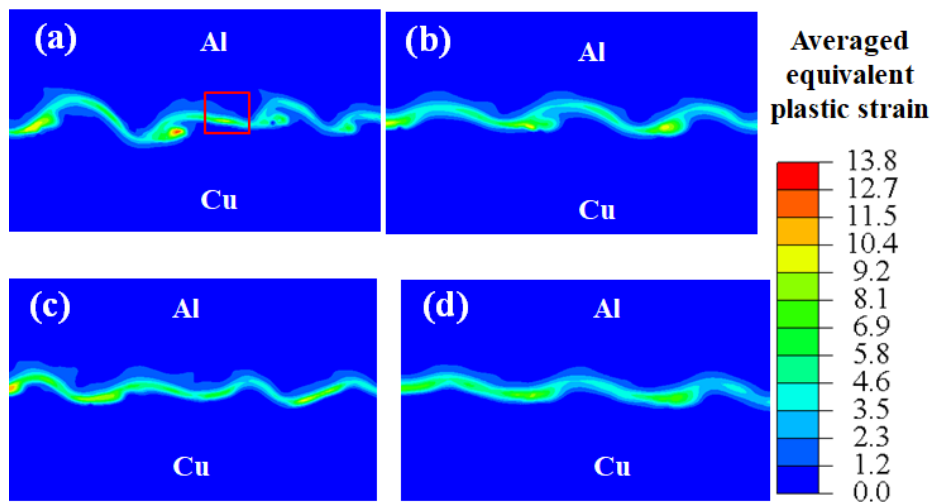 (a)
Al
Cu
(b)
Al
Cu
Averaged
equivalent
plastic strain
13.8
12.7
11.5
10.4
9.2
8.1
6.9
5.8
4.6
3.5
2.3
1.2
0.0
(c)
Al
Cu
(d)
Al
Cu